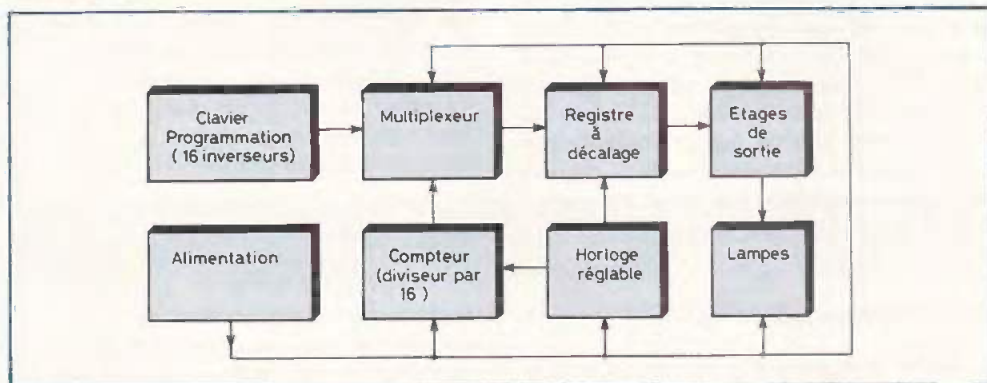 Clavier
Programmation
(16 inverseurs)
Multiplexeur
Registre
à
décalage
Etages
de
sortie
Alimentation
Compteur
(diviseur par
16)
Horloge
réglable
Lampes